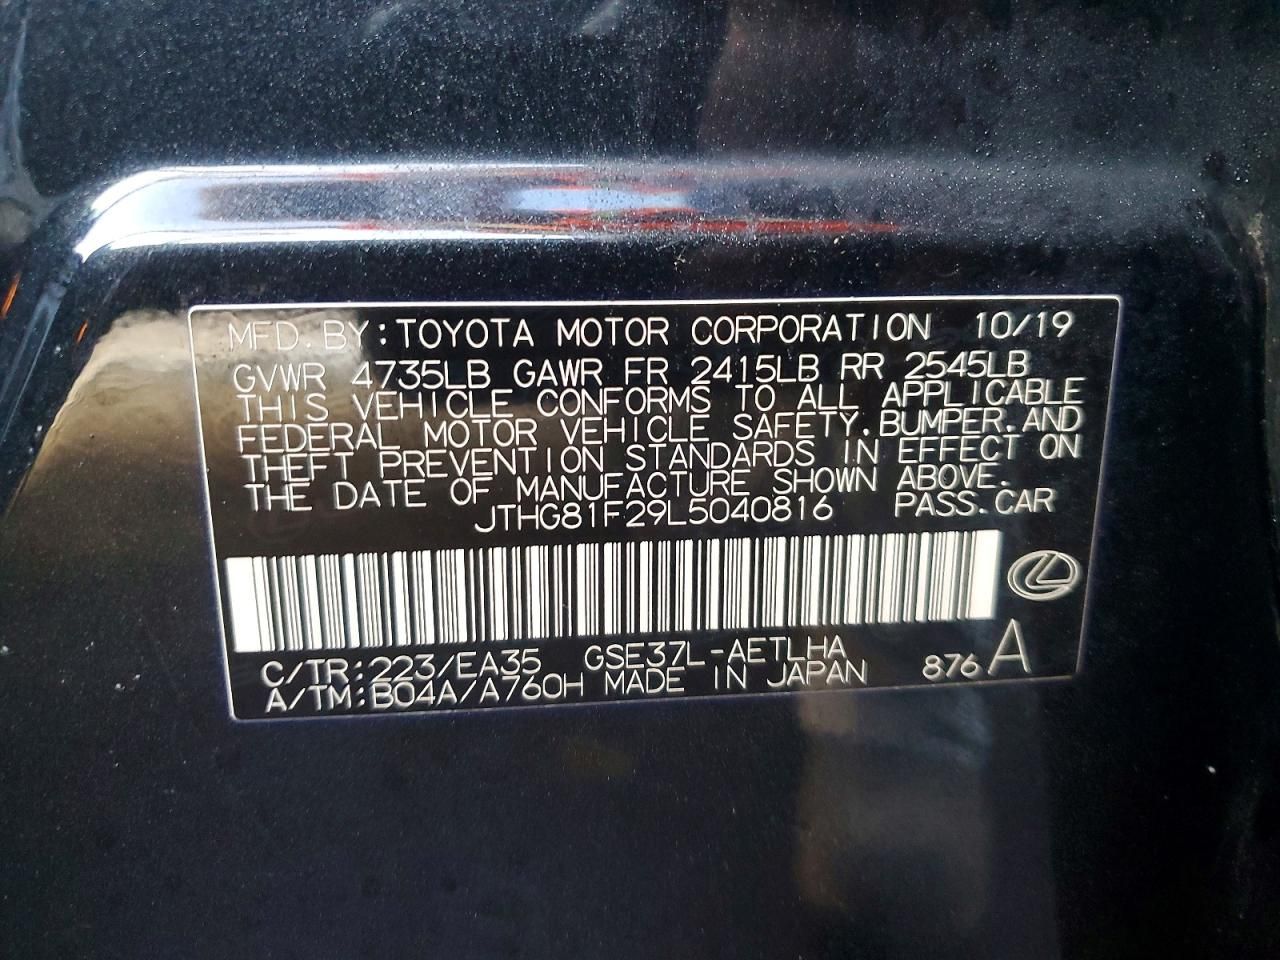 MFD. BY: TOYOTA MOTOR CORPORATION 10/19
GVWR 4735LB GAWR FR 2415LB RR 2545LB
THIS VEHICLE CONFORMS TO ALL APPLICABLE
FEDERAL MOTOR VEHICLE SAFETY, BUMPER, AND
THEFT PREVENTION STANDARDS IN EFFECT ON
THE DATE OF MANUFACTURE SHOWN ABOVE.
JTHG81F29L5040816 PASS. CAR
C/TR: 223/EA35 GSE37L-AETLHA
A/TM: B04A/A760H MADE IN JAPAN 876 A